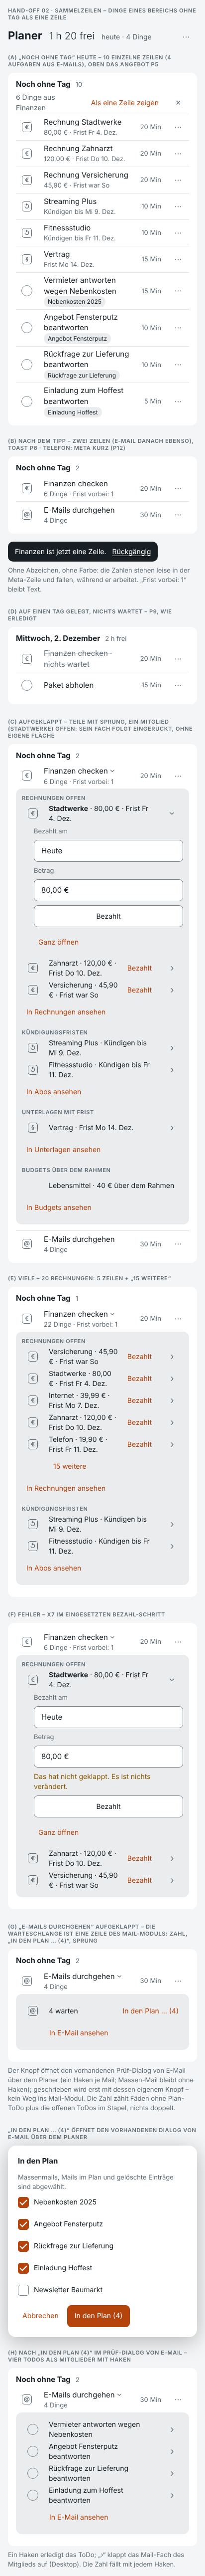 HAND-OFF 02 · SAMMELZEILEN – DINGE EINES BEREICHS OHNE
TAG ALS EINE ZEILE
Planer 1 h 20 frei heute · 4 Dinge
(A) „NOCH OHNE TAG“ HEUTE – 10 EINZELNE ZEILEN (4
AUFGABEN AUS E-MAILS), OBEN DAS ANGEBOT P5
Noch ohne Tag 10
6 Dinge aus
Finanzen
Als eine Zeile zeigen
Rechnung Stadtwerke
80,00 € · Frist Fr 4. Dez.
20 Min
Rechnung Zahnarzt
120,00 € · Frist Do 10. Dez.
20 Min
Rechnung Versicherung
45,90 € · Frist war So
20 Min
Streaming Plus
Kündigen bis Mi 9. Dez.
10 Min
Fitnessstudio
Kündigen bis Fr 11. Dez.
10 Min
Vertrag
Frist Mo 14. Dez.
15 Min
Vermieter antworten
wegen Nebenkosten
Nebenkosten 2025
15 Min
Angebot Fensterputz
beantworten
Angebot Fensterputz
10 Min
Rückfrage zur Lieferung
beantworten
Rückfrage zur Lieferung
10 Min
Einladung zum Hoffest
beantworten
Einladung Hoffest
5 Min
(B) NACH DEM TIPP – ZWEI ZEILEN (E-MAIL DANACH EBENSO),
TOAST P6 · TELEFON: META KURZ (P12)
Noch ohne Tag 2
Finanzen checken
6 Dinge · Frist vorbei: 1
20 Min
E-Mails durchgehen
4 Dinge
30 Min
Finanzen ist jetzt eine Zeile. Rückgängig
Ohne Abzeichen, ohne Farbe: die Zahlen stehen leise in der
Meta-Zeile und fallen, während er arbeitet. „Frist vorbei: 1“
bleibt Text.
(D) AUF EINEN TAG GELEGT, NICHTS WARTET – P9, WIE
ERLEDIGT
Mittwoch, 2. Dezember 2 h frei
Finanzen checken –
nichts wartet
20 Min
Paket abholen
15 Min
(C) AUFGEKLAPPT – TEILE MIT SPRUNG, EIN MITGLIED
(STADTWERKE) OFFEN: SEIN FACH FOLGT EINGERÜCKT, OHNE
EIGENE FLÄCHE
Noch ohne Tag 2
Finanzen checken
6 Dinge · Frist vorbei: 1
20 Min
RECHNUNGEN OFFEN
Stadtwerke · 80,00 € · Frist Fr
4. Dez.
Bezahlt am
Heute
Betrag
80,00 €
Bezahlt
Ganz öffnen
Zahnarzt · 120,00 € ·
Frist Do 10. Dez.
Bezahlt
Versicherung · 45,90
€ · Frist war So
Bezahlt
In Rechnungen ansehen
KÜNDIGUNGSFRISTEN
Streaming Plus · Kündigen bis
Mi 9. Dez.
Fitnessstudio · Kündigen bis Fr
11. Dez.
In Abos ansehen
UNTERLAGEN MIT FRIST
Vertrag · Frist Mo 14. Dez.
In Unterlagen ansehen
BUDGETS ÜBER DEM RAHMEN
Lebensmittel · 40 € über dem Rahmen
In Budgets ansehen
E-Mails durchgehen
4 Dinge
30 Min
(E) VIELE – 20 RECHNUNGEN: 5 ZEILEN + „15 WEITERE“
Noch ohne Tag 1
Finanzen checken
22 Dinge · Frist vorbei: 1
20 Min
RECHNUNGEN OFFEN
Versicherung · 45,90
€ · Frist war So
Bezahlt
Stadtwerke · 80,00
€ · Frist Fr 4. Dez.
Bezahlt
Internet · 39,99 € ·
Frist Mo 7. Dez.
Bezahlt
Zahnarzt · 120,00 € ·
Frist Do 10. Dez.
Bezahlt
Telefon · 19,90 € ·
Frist Fr 11. Dez.
Bezahlt
15 weitere
In Rechnungen ansehen
KÜNDIGUNGSFRISTEN
Streaming Plus · Kündigen bis
Mi 9. Dez.
Fitnessstudio · Kündigen bis Fr
11. Dez.
In Abos ansehen
(F) FEHLER – X7 IM EINGESETZTEN BEZAHL-SCHRITT
Finanzen checken
6 Dinge · Frist vorbei: 1
20 Min
RECHNUNGEN OFFEN
Stadtwerke · 80,00 € · Frist Fr
4. Dez.
Bezahlt am
Heute
Betrag
80,00 €
Das hat nicht geklappt. Es ist nichts
verändert.
Bezahlt
Ganz öffnen
Zahnarzt · 120,00 € ·
Frist Do 10. Dez.
Bezahlt
Versicherung · 45,90
€ · Frist war So
Bezahlt
(G) „E-MAILS DURCHGEHEN“ AUFGEKLAPPT – DIE
WARTESCHLANGE IST EINE ZEILE DES MAIL-MODULS: ZAHL,
„IN DEN PLAN … (4)“, SPRUNG
Noch ohne Tag 2
E-Mails durchgehen
4 Dinge
30 Min
4 warten
In den Plan … (4)
In E-Mail ansehen
Der Knopf öffnet den vorhandenen Prüf-Dialog von E-Mail
über dem Planer (ein Haken je Mail; Massen-Mail bleibt ohne
Haken); geschrieben wird erst mit dessen eigenem Knopf –
kein Weg ins Mail-Modul. Die Zahl zählt Fäden ohne Plan-
ToDo plus die offenen ToDos im Stapel, nichts doppelt.
„IN DEN PLAN … (4)“ ÖFFNET DEN VORHANDENEN DIALOG VON
E-MAIL ÜBER DEM PLANER
In den Plan
Massenmails, Mails im Plan und gelöschte Einträge
sind abgewählt.
Nebenkosten 2025
Angebot Fensterputz
Rückfrage zur Lieferung
Einladung Hoffest
Newsletter Baumarkt
Abbrechen
In den Plan (4)
(H) NACH „IN DEN PLAN (4)“ IM PRÜF-DIALOG VON E-MAIL –
VIER TODOS ALS MITGLIEDER MIT HAKEN
Noch ohne Tag 2
E-Mails durchgehen
4 Dinge
30 Min
Vermieter antworten wegen
Nebenkosten
Angebot Fensterputz
beantworten
Rückfrage zur Lieferung
beantworten
Einladung zum Hoffest
beantworten
In E-Mail ansehen
Ein Haken erledigt das ToDo; „›“ klappt das Mail-Fach des
Mitglieds auf (Desktop). Die Zahl fällt mit jedem Haken.